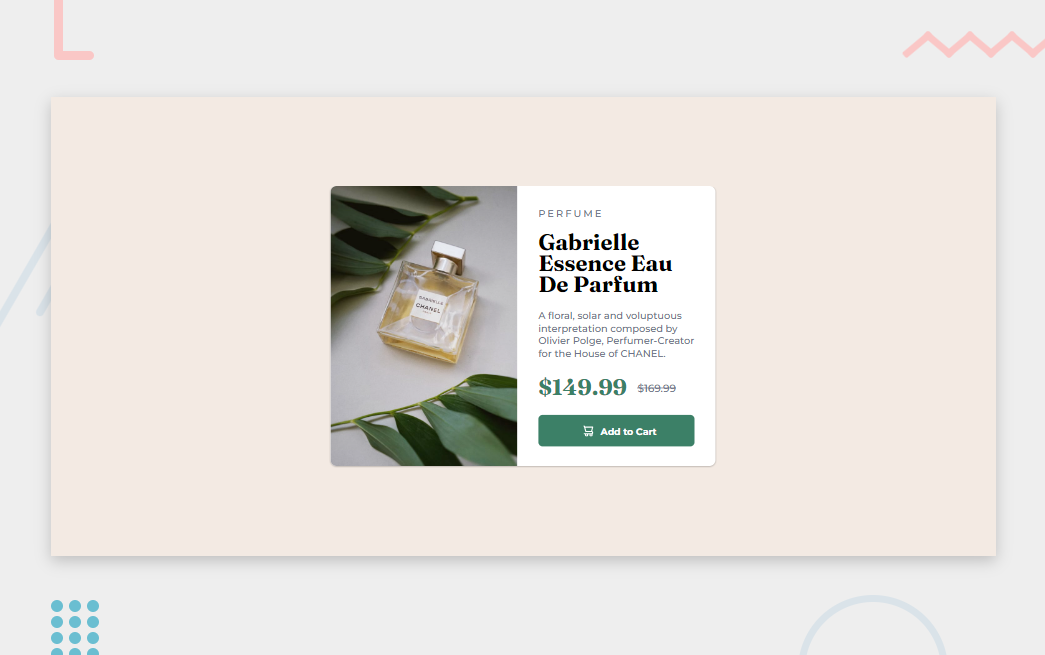 PERFUME
Gabrielle
Essence Eau
De Parfum
GABRIELLE
CHANEL
A floral, solar and voluptuous
interpretation composed by
Olivier Polge, Perfumer-Creator
for the House of CHANEL.
$149.99 $169.99
Add to Cart